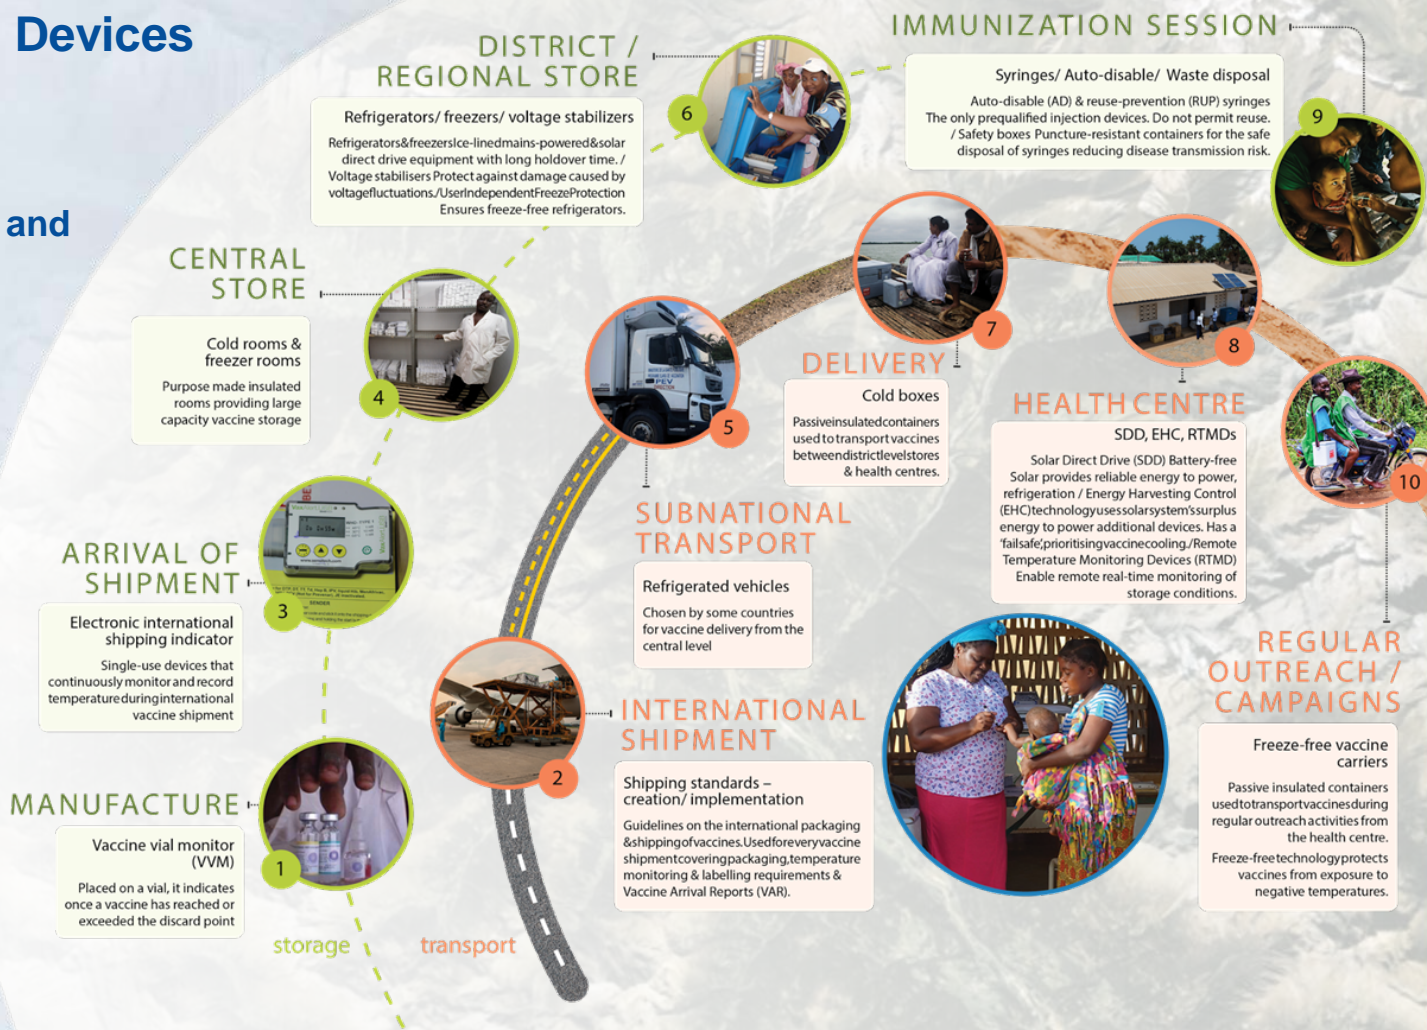 Devices
and
DISTRICT /
REGIONAL STORE
Refrigerators/ freezers/ voltage stabilizers
Refrigerators&freezersIce-linedmains-powered&solar
direct drive equipment with long holdover time. /
Voltage stabilisers Protect against damage caused by
voltagefluctuations./UserIndependentFreezeProtection
Ensures freeze-free refrigerators.
6
IMMUNIZATION SESSION
Syringes/ Auto-disable/ Waste disposal
Auto-disable (AD) & reuse-prevention (RUP) syringes
The only prequalified injection devices. Do not permit reuse.
/ Safety boxes Puncture-resistant containers for the safe
disposal of syringes reducing disease transmission risk.
9
CENTRAL
STORE
Cold rooms &
freezer rooms
Purpose made insulated
rooms providing large
capacity vaccine storage
4
5
SUBNATIONAL
TRANSPORT
Refrigerated vehicles
Chosen by some countries
for vaccine delivery from the
central level
7
DELIVERY
Cold boxes
Passiveinsulatedcontainers
used to transport vaccines
betweendistrictlevelstores
& health centres.
8
HEALTH CENTRE
SDD, EHC, RTMDs
Solar Direct Drive (SDD) Battery-free
Solar provides reliable energy to power,
refrigeration / Energy Harvesting Control
(EHC)technologyusessolarsystem'ssurplus
energy to power additional devices. Has a
'failsafe',prioritisingvaccinecooling./Remote
Temperature Monitoring Devices (RTMD)
Enable remote real-time monitoring of
storage conditions.
10
REGULAR
OUTREACH /
CAMPAIGNS
Freeze-free vaccine
carriers
Passive insulated containers
usedtotransportvaccinesduring
regular outreach activities from
the health centre.
Freeze-freetechnologyprotects
vaccines from exposure to
negative temperatures.
ARRIVAL OF
SHIPMENT
Electronic international
shipping indicator
Single-use devices that
continuously monitor and record
temperatureduringinternational
vaccine shipment
3
SENDER
2
INTERNATIONAL
SHIPMENT
Shipping standards –
creation/ implementation
Guidelines on the international packaging
&shippingofvaccines.Usedforeveryvaccine
shipmentcoveringpackaging,temperature
monitoring & labelling requirements &
Vaccine Arrival Reports (VAR).
MANUFACTURE
Vaccine vial monitor
(VVM)
Placed on a vial, it indicates
once a vaccine has reached or
exceeded the discard point
1
storage
transport